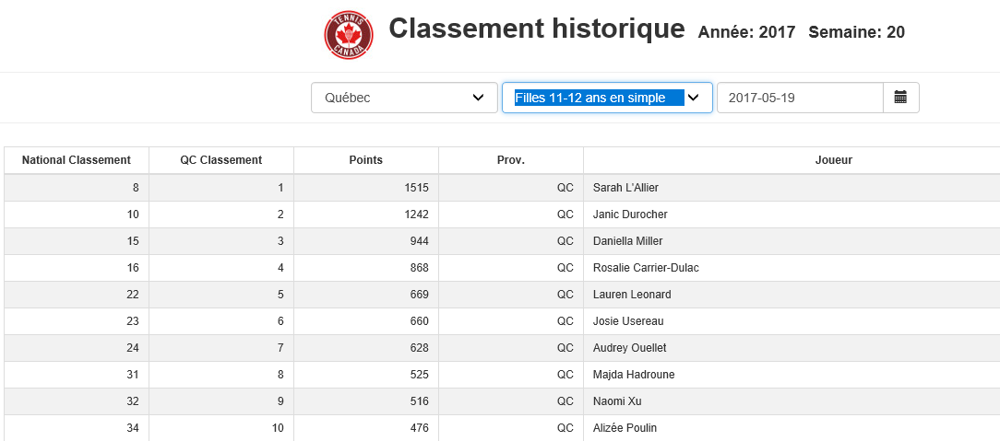 TENNIS CANADA
Classement historique Année: 2017 Semaine: 20
Québec Filles 11-12 ans en simple 2017-05-19
National Classement QC Classement Points Prov. Joueur
8 1 1515 QC Sarah L'Allier
10 2 1242 QC Janic Durocher
15 3 944 QC Daniella Miller
16 4 868 QC Rosalie Carrier-Dulac
22 5 669 QC Lauren Leonard
23 6 660 QC Josie Usereau
24 7 628 QC Audrey Ouellet
31 8 525 QC Majda Hadroune
32 9 516 QC Naomi Xu
34 10 476 QC Alizée Poulin